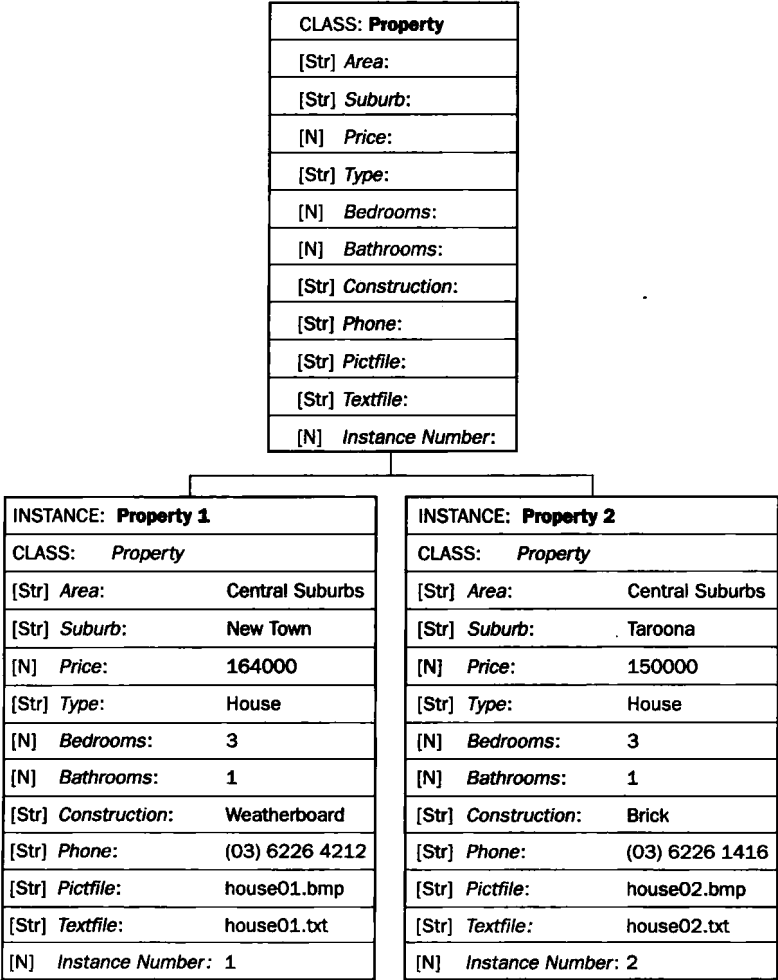 CLASS: Property
[Str] Area:
[Str] Suburb:
[N] Price:
[Str] Type:
[N] Bedrooms:
[N] Bathrooms:
[Str] Construction:
[Str] Phone:
[Str] Pictfile:
[Str] Textfile:
[N] Instance Number:
INSTANCE: Property 1
CLASS: Property
[Str] Area: Central Suburbs
[Str] Suburb: New Town
[N] Price: 164000
[Str] Type: House
[N] Bedrooms: 3
[N] Bathrooms: 1
[Str] Construction: Weatherboard
[Str] Phone: (03) 6226 4212
[Str] Pictfile: house01.bmp
[Str] Textfile: house01.txt
[N] Instance Number: 1
INSTANCE: Property 2
CLASS: Property
[Str] Area: Central Suburbs
[Str] Suburb: Taroona
[N] Price: 150000
[Str] Type: House
[N] Bedrooms: 3
[N] Bathrooms: 1
[Str] Construction: Brick
[Str] Phone: (03) 6226 1416
[Str] Pictfile: house02.bmp
[Str] Textfile: house02.txt
[N] Instance Number: 2